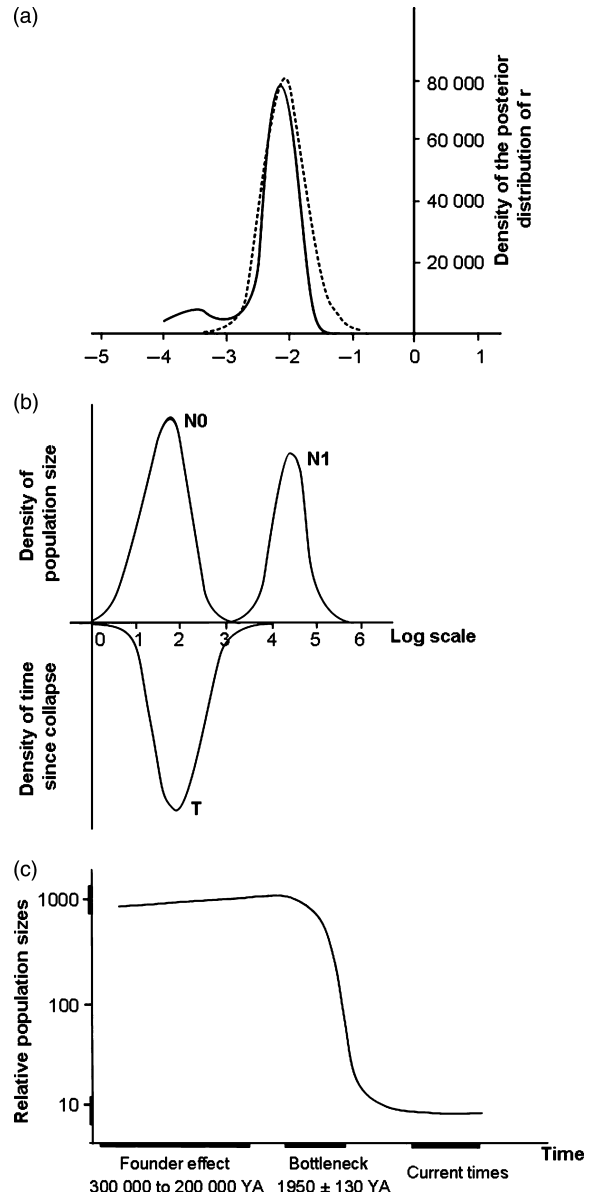 (a)
80 000
60 000
40 000
20 000
Density of the posterior
distribution of r
–5 –4 –3 –2 –1 0 1
(b)
Density of
population size
N0
N1
0 1 2 3 4 5 6 Log scale
Density of time
since collapse
T
(c)
Relative population sizes
1000
100
10
Time
Founder effect Bottleneck Current times
300 000 to 200 000 YA 1950 ± 130 YA